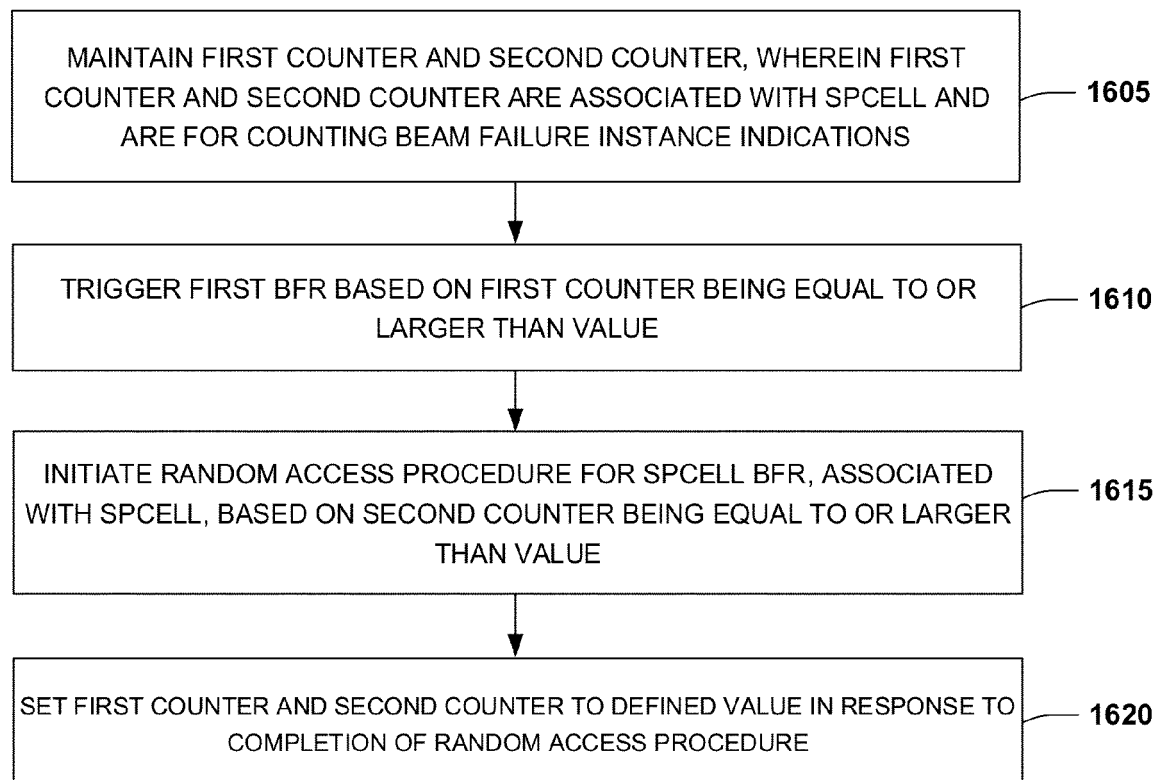 MAINTAIN FIRST COUNTER AND SECOND COUNTER, WHEREIN FIRST
COUNTER AND SECOND COUNTER ARE ASSOCIATED WITH SPCELL AND
ARE FOR COUNTING BEAM FAILURE INSTANCE INDICATIONS
1605
TRIGGER FIRST BFR BASED ON FIRST COUNTER BEING EQUAL TO OR
LARGER THAN VALUE
1610
INITIATE RANDOM ACCESS PROCEDURE FOR SPCELL BFR, ASSOCIATED
WITH SPCELL, BASED ON SECOND COUNTER BEING EQUAL TO OR LARGER
THAN VALUE
1615
SET FIRST COUNTER AND SECOND COUNTER TO DEFINED VALUE IN RESPONSE TO
COMPLETION OF RANDOM ACCESS PROCEDURE
1620